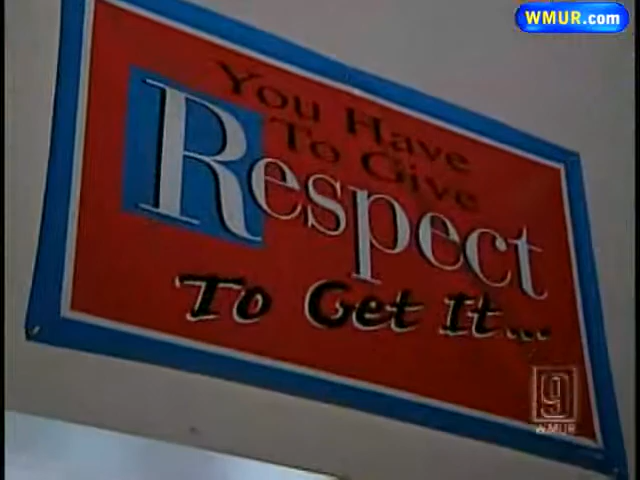 WMUR.com
You Have
To Give
Respect
To Get It...
9
WMUR